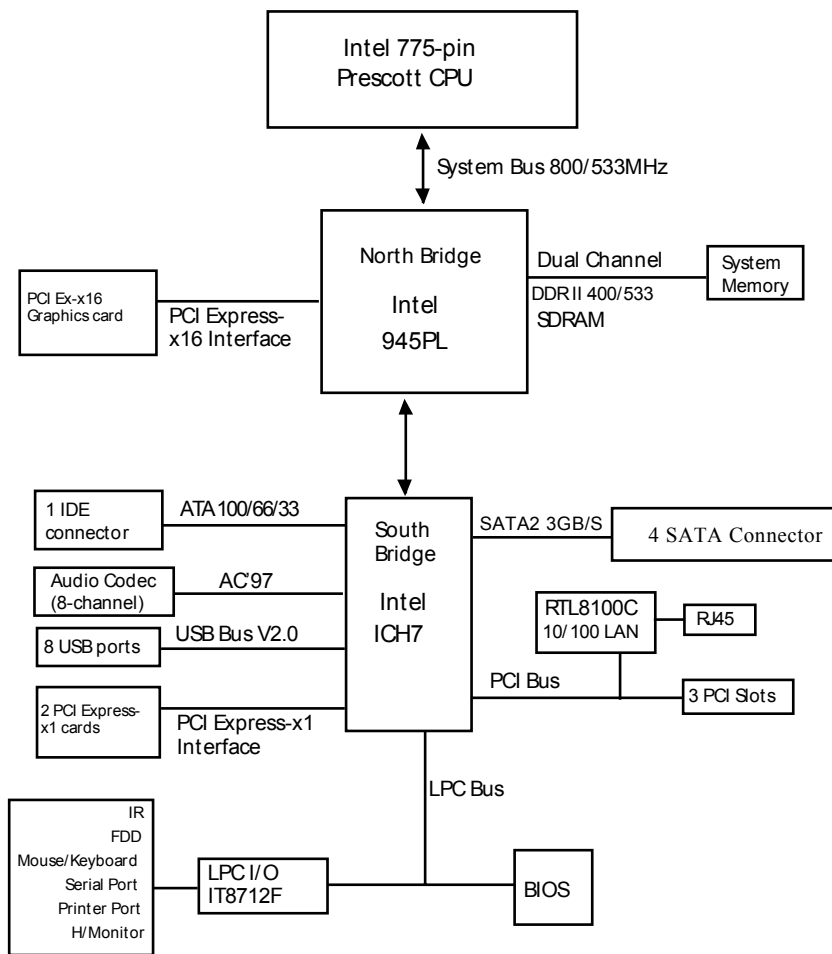 Intel 775-pin
Prescott CPU
System Bus 800/533MHz
North Bridge
Intel
945PL
Dual Channel
DDR II 400/533
SDRAM
System
Memory
PCI Ex-x16
Graphics card
PCI Express-
x16 Interface
1 IDE
connector
ATA 100/66/33
South
Bridge
Intel
ICH7
SATA2 3GB/S
4 SATA Connector
Audio Codec
(8-channel)
AC'97
8 USB ports
USB Bus V2.0
RTL8100C
10/100 LAN
RJ45
PCI Bus
3 PCI Slots
2 PCI Express-
x1 cards
PCI Express-x1
Interface
LPC Bus
IR
FDD
Mouse/Keyboard
Serial Port
Printer Port
H/Monitor
LPC I/O
IT8712F
BIOS